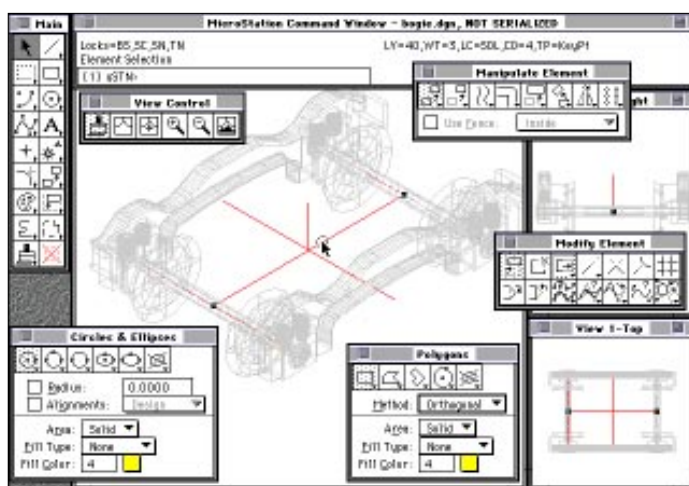 Main
MicroStation Command Window - bogie.dgn, NOT SERIALIZED
Locks=BS,SC,SN,TN
LV=40,WT=3,LC=SOL,CO=4,TP=KeyPt
Element Selection
(1) uSTN>
View Control
Manipulate Element
Use Fence:
Inside
Modify Element
View 1-Top
Circles & Ellipses
Radius:
0.0000
Alignments:
Design
Area:
Solid
Fill Type:
None
Fill Color:
4
Polygons
Method:
Orthogonal
Area:
Solid
Fill Type:
None
Fill Color:
4